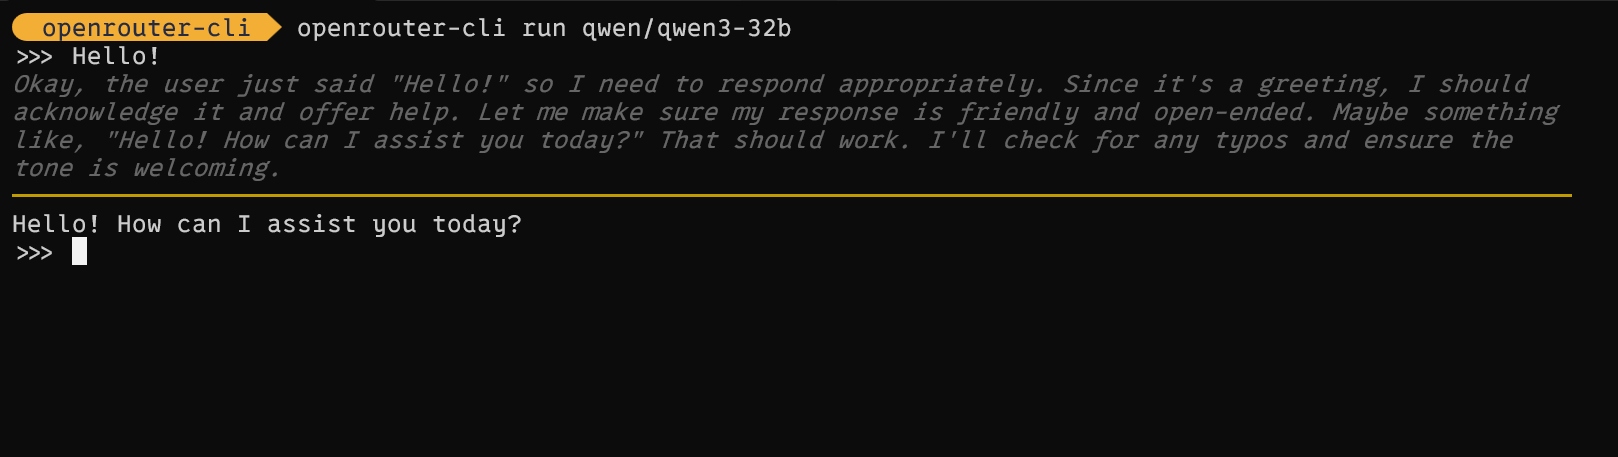 openrouter-cli openrouter-cli run qwen/qwen3-32b
>>> Hello!
Okay, the user just said "Hello!" so I need to respond appropriately. Since it's a greeting, I should
acknowledge it and offer help. Let me make sure my response is friendly and open-ended. Maybe something
like, "Hello! How can I assist you today?" That should work. I'll check for any typos and ensure the
tone is welcoming.
Hello! How can I assist you today?
>>>